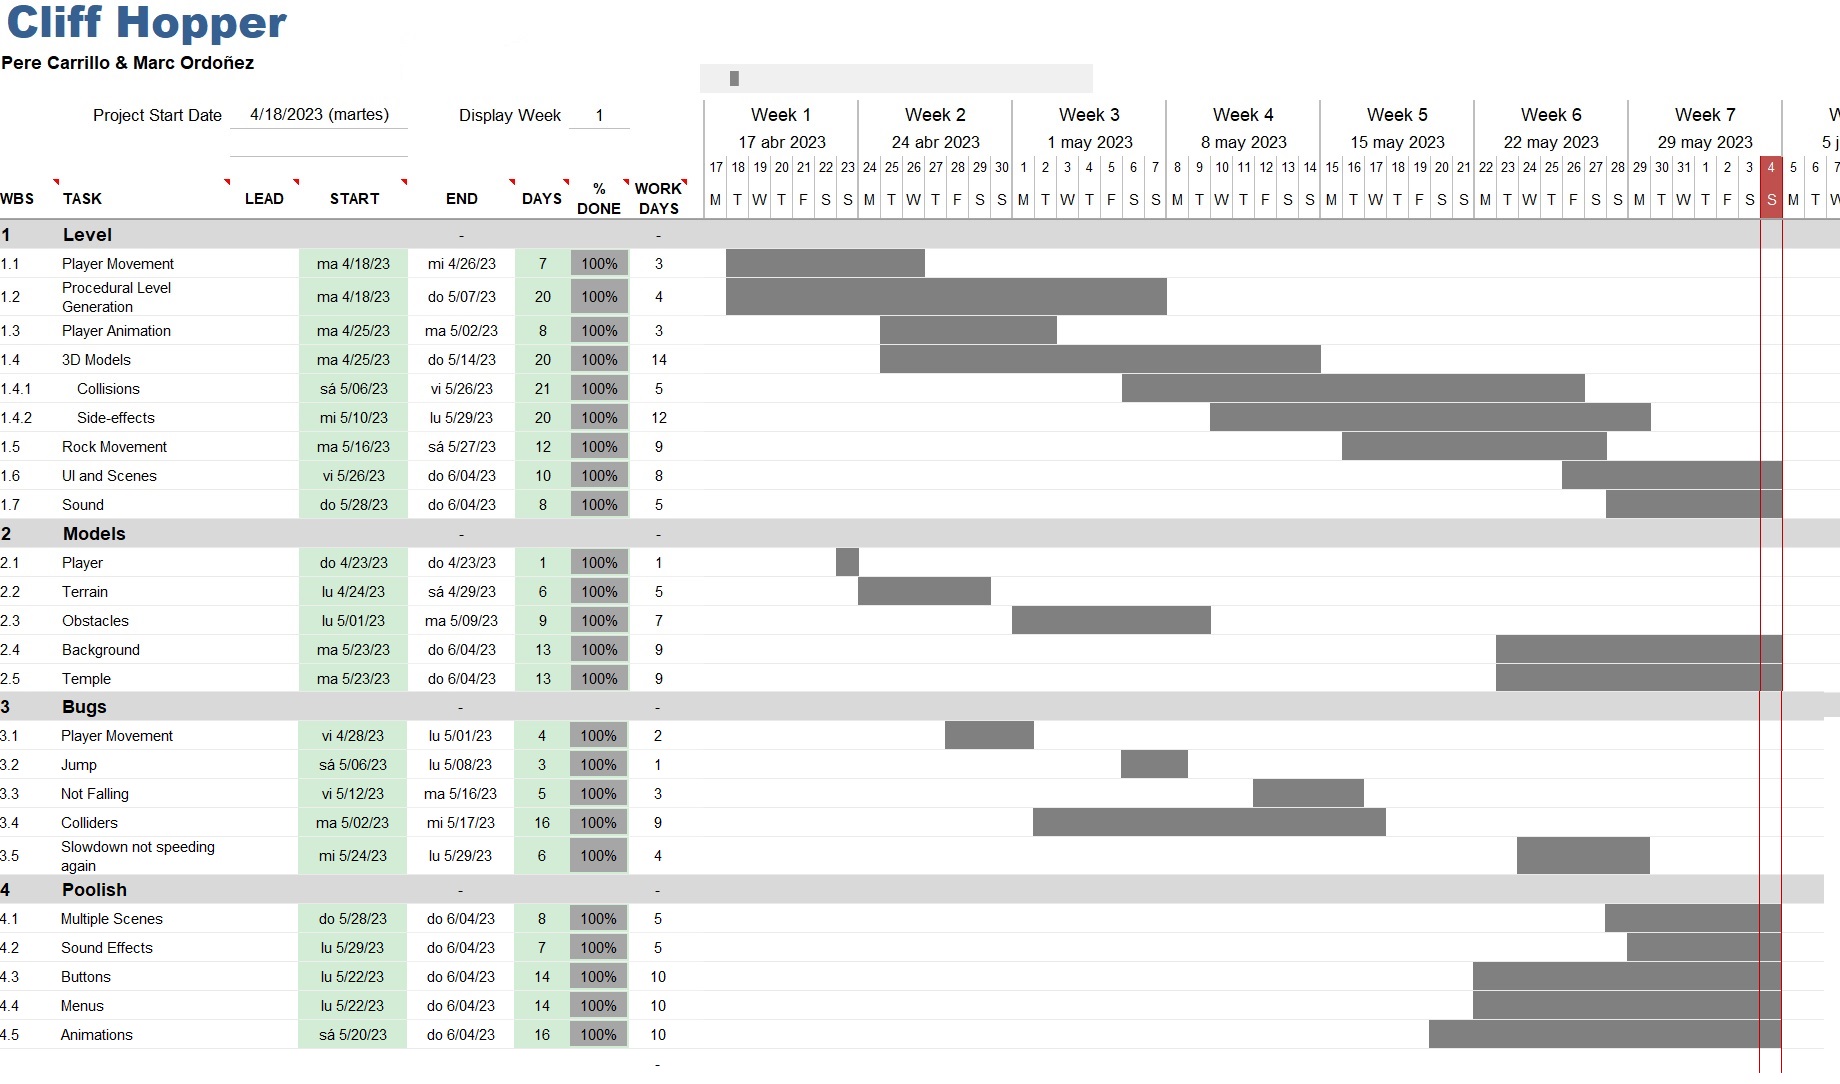 Cliff Hopper
Pere Carrillo & Marc Ordoñez
Project Start Date 4/18/2023 (martes) Display Week 1
Week 1 Week 2 Week 3 Week 4 Week 5 Week 6 Week 7 W
17 abr 2023 24 abr 2023 1 may 2023 8 may 2023 15 may 2023 22 may 2023 29 may 2023 5 j
17 18 19 20 21 22 23 24 25 26 27 28 29 30 1 2 3 4 5 6 7 8 9 10 11 12 13 14 15 16 17 18 19 20 21 22 23 24 25 26 27 28 29 30 31 1 2 3 4 5 6 7
WBS TASK LEAD START END DAYS % DONE WORK DAYS M T W T F S S M T W T F S S M T W T F S S M T W T F S S M T W T F S S M T W T F S S M T W T F S S M T W
1 Level - -
1.1 Player Movement ma 4/18/23 mi 4/26/23 7 100% 3
1.2 Procedural Level Generation ma 4/18/23 do 5/07/23 20 100% 4
1.3 Player Animation ma 4/25/23 ma 5/02/23 8 100% 3
1.4 3D Models ma 4/25/23 do 5/14/23 20 100% 14
1.4.1 Collisions sá 5/06/23 vi 5/26/23 21 100% 5
1.4.2 Side-effects mi 5/10/23 lu 5/29/23 20 100% 12
1.5 Rock Movement ma 5/16/23 sá 5/27/23 12 100% 9
1.6 UI and Scenes vi 5/26/23 do 6/04/23 10 100% 8
1.7 Sound do 5/28/23 do 6/04/23 8 100% 5
2 Models - -
2.1 Player do 4/23/23 do 4/23/23 1 100% 1
2.2 Terrain lu 4/24/23 sá 4/29/23 6 100% 5
2.3 Obstacles lu 5/01/23 ma 5/09/23 9 100% 7
2.4 Background ma 5/23/23 do 6/04/23 13 100% 9
2.5 Temple ma 5/23/23 do 6/04/23 13 100% 9
3 Bugs - -
3.1 Player Movement vi 4/28/23 lu 5/01/23 4 100% 2
3.2 Jump sá 5/06/23 lu 5/08/23 3 100% 1
3.3 Not Falling vi 5/12/23 ma 5/16/23 5 100% 3
3.4 Colliders ma 5/02/23 mi 5/17/23 16 100% 9
3.5 Slowdown not speeding again mi 5/24/23 lu 5/29/23 6 100% 4
4 Poolish - -
4.1 Multiple Scenes do 5/28/23 do 6/04/23 8 100% 5
4.2 Sound Effects lu 5/29/23 do 6/04/23 7 100% 5
4.3 Buttons lu 5/22/23 do 6/04/23 14 100% 10
4.4 Menus lu 5/22/23 do 6/04/23 14 100% 10
4.5 Animations sá 5/20/23 do 6/04/23 16 100% 10
-